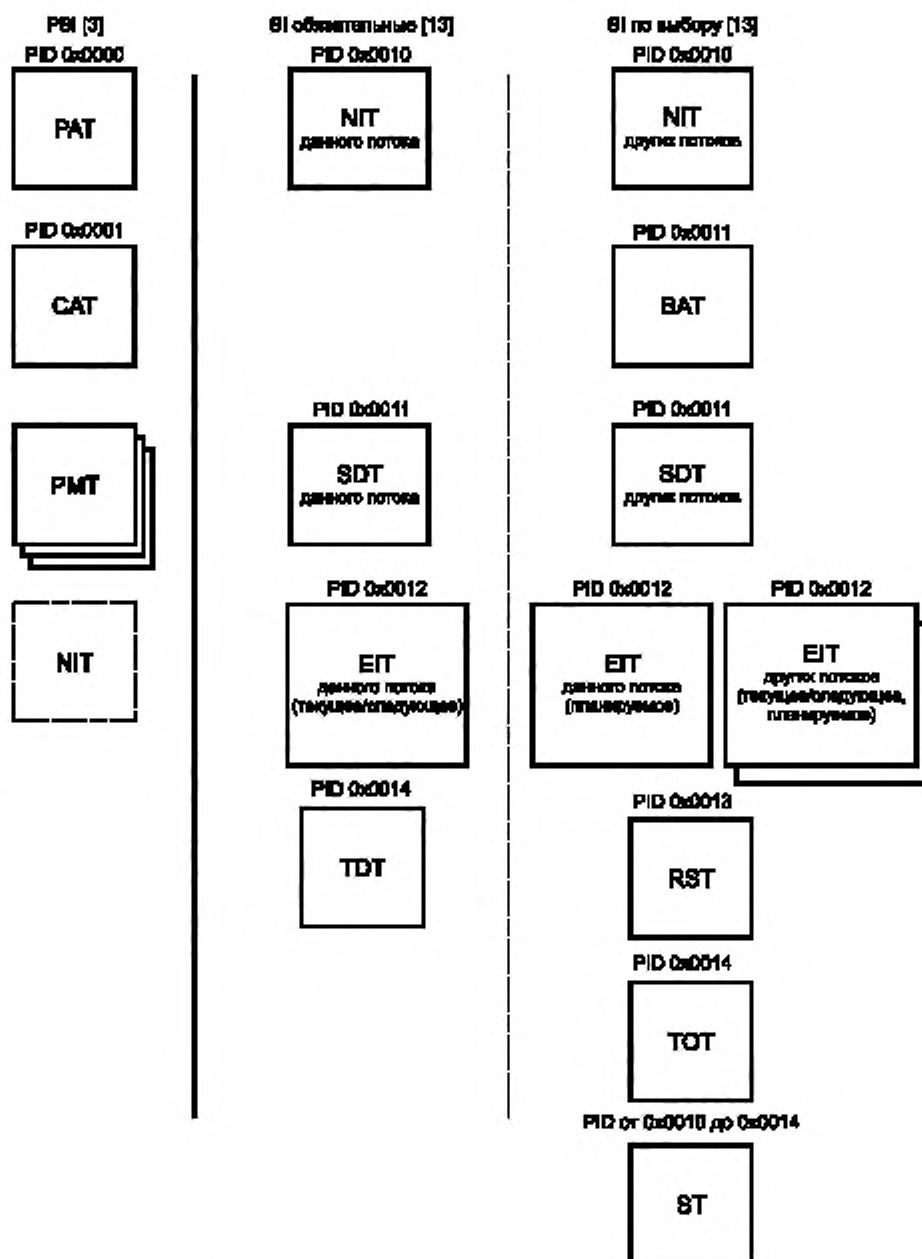 PSI [3]
PID 0x0000
PAT
PID 0x0001
CAT
PMT
NIT
SI обязательные [13]
PID 0x0010
NIT
данного потока
PID 0x0011
SDT
данного потока
PID 0x0012
EIT
данного потока
(текущее/следующее)
PID 0x0014
TDT
SI по выбору [13]
PID 0x0010
NIT
других потоков
PID 0x0011
BAT
PID 0x0011
SDT
других потоков
PID 0x0012
EIT
данного потока
(планируемое)
PID 0x0012
EIT
других потоков
(текущее/следующее,
планируемое)
PID 0x0013
RST
PID 0x0014
TOT
PID от 0x0010 до 0x0014
ST